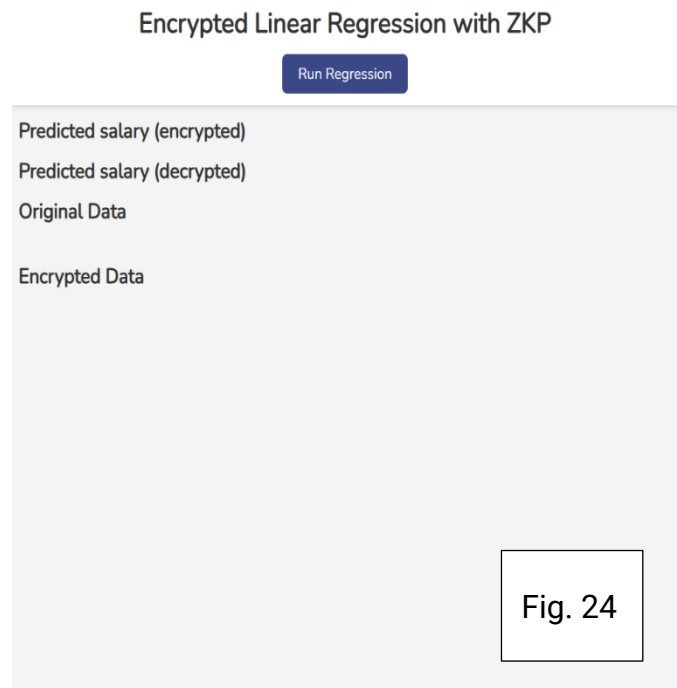 Encrypted Linear Regression with ZKP
Run Regression
Predicted salary (encrypted)
Predicted salary (decrypted)
Original Data
Encrypted Data
Fig. 24